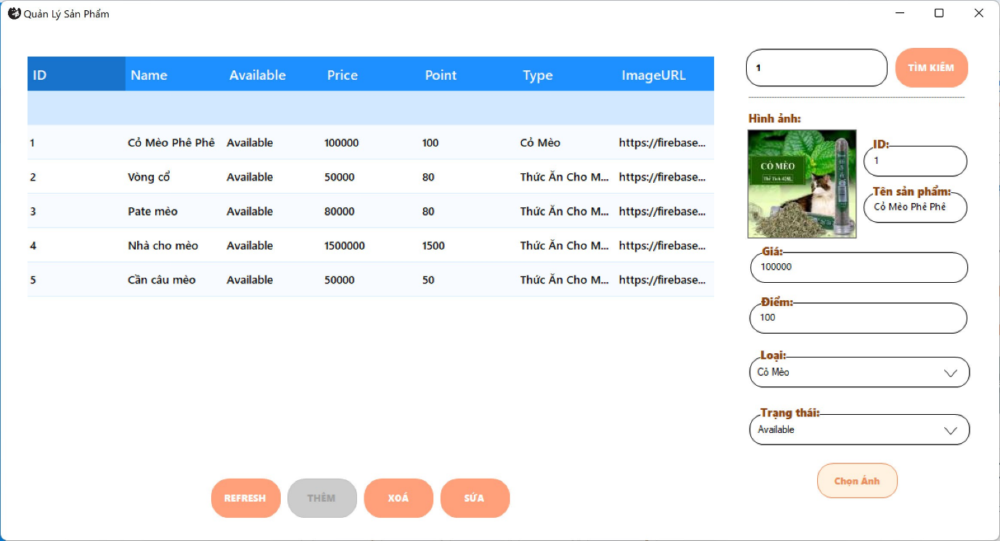 Quản Lý Sản Phẩm
ID Name Available Price Point Type ImageURL
1 Cỏ Mèo Phê Phê Available 100000 100 Cỏ Mèo https://firebase...
2 Vòng cổ Available 50000 80 Thức Ăn Cho M... https://firebase...
3 Pate mèo Available 80000 80 Thức Ăn Cho M... https://firebase...
4 Nhà cho mèo Available 1500000 1500 Thức Ăn Cho M... https://firebase...
5 Cần câu mèo Available 50000 50 Thức Ăn Cho M... https://firebase...
REFRESH THÊM XOÁ SỬA
1 TÌM KIẾM
Hình ảnh:
CỎ MÈO
Thể Tích 40ML
ID:
1
Tên sản phẩm:
Cỏ Mèo Phê Phê
Giá:
100000
Điểm:
100
Loại:
Cỏ Mèo
Trạng thái:
Available
Chọn Ảnh